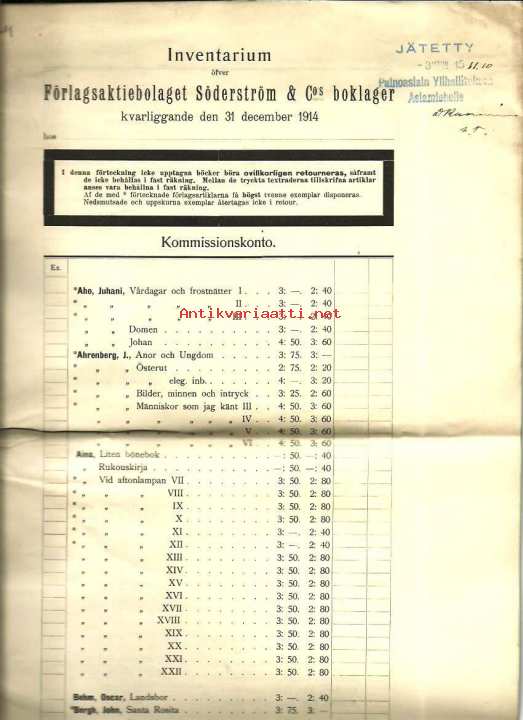 Inventarium
öfver
Förlagsaktiebolaget Söderström & Cos boklager
kvarliggande den 31 december 1914
hos
JÄTETTY
Asiamiehelle
I denna förteckning icke upptagna böcker böra ovillkorligen retourneras, såframt
de icke behållas i fast räkning. Mellan de tryckta textraderna tillskrifna artiklar
anses vara behållna i fast räkning.
Af de med * förtecknade förlagsartiklarna få högst tvenne exemplar disponeras.
Nedsmutsade och uppskurna exemplar återtagas icke i retour.
Kommissionskonto.
Ex.
*Aho, Juhani, Vårdagar och frostnätter I . . . 3: —. 2: 40
* „ „ „ „ „ II . . 3: —. 2: 40
* „ „ „ „ „ III
Antikvariaatti.net
„ „ Domen . . . . . . . . 3: —. 2: 40
„ „ Johan . . . . . . . . 4: 50. 3: 60
*Ahrenberg, J., Anor och Ungdom . . . . . 3: 75. 3: —
* „ „ Österut . . . . . . . 2: 75. 2: 20
* „ „ „ eleg. inb. . . . . 4: —. 3: 20
* „ „ Bilder, minnen och intryck . . 3: 25. 2: 60
* „ „ Människor som jag känt III . . 4: 50. 3: 60
„ „ „ „ „ „ IV . . 4: 50. 3: 60
„ „ „ „ „ „ V . . 4: 50. 3: 60
„ „ „ „ „ „ VI . . 4: 50. 3: 60
Aina, Liten bönebok . . . . . . . . —: 50. —: 40
„ Rukouskirja . . . . . . . . —: 50. —: 40
* „ Vid aftonlampan VII . . . . . . . 3: 50. 2: 80
* „ „ „ VIII . . . . . . . 3: 50. 2: 80
* „ „ „ IX . . . . . . . 3: 50. 2: 80
* „ „ „ X . . . . . . . 3: 50. 2: 80
* „ „ „ XI . . . . . . . 3: —. 2: 40
* „ „ „ XII . . . . . . . 3: —. 2: 40
„ „ „ XIII . . . . . . . 3: 50. 2: 80
„ „ „ XIV . . . . . . . 3: 50. 2: 80
„ „ „ XV . . . . . . . 3: 50. 2: 80
„ „ „ XVI . . . . . . . 3: 50. 2: 80
„ „ „ XVII . . . . . . . 3: 50. 2: 80
„ „ „ XVIII . . . . . . . 3: 50. 2: 80
„ „ „ XIX . . . . . . . 3: 50. 2: 80
„ „ „ XX . . . . . . . 3: 50. 2: 80
„ „ „ XXI . . . . . . . 3: 50. 2: 80
„ „ „ XXII . . . . . . . 3: 50. 2: 80
Behm, Oscar, Landsbor . . . . . . . 3: —. 2: 40
*Bergh, John, Santa Rosita . . . . . . 3: 75. 3: —